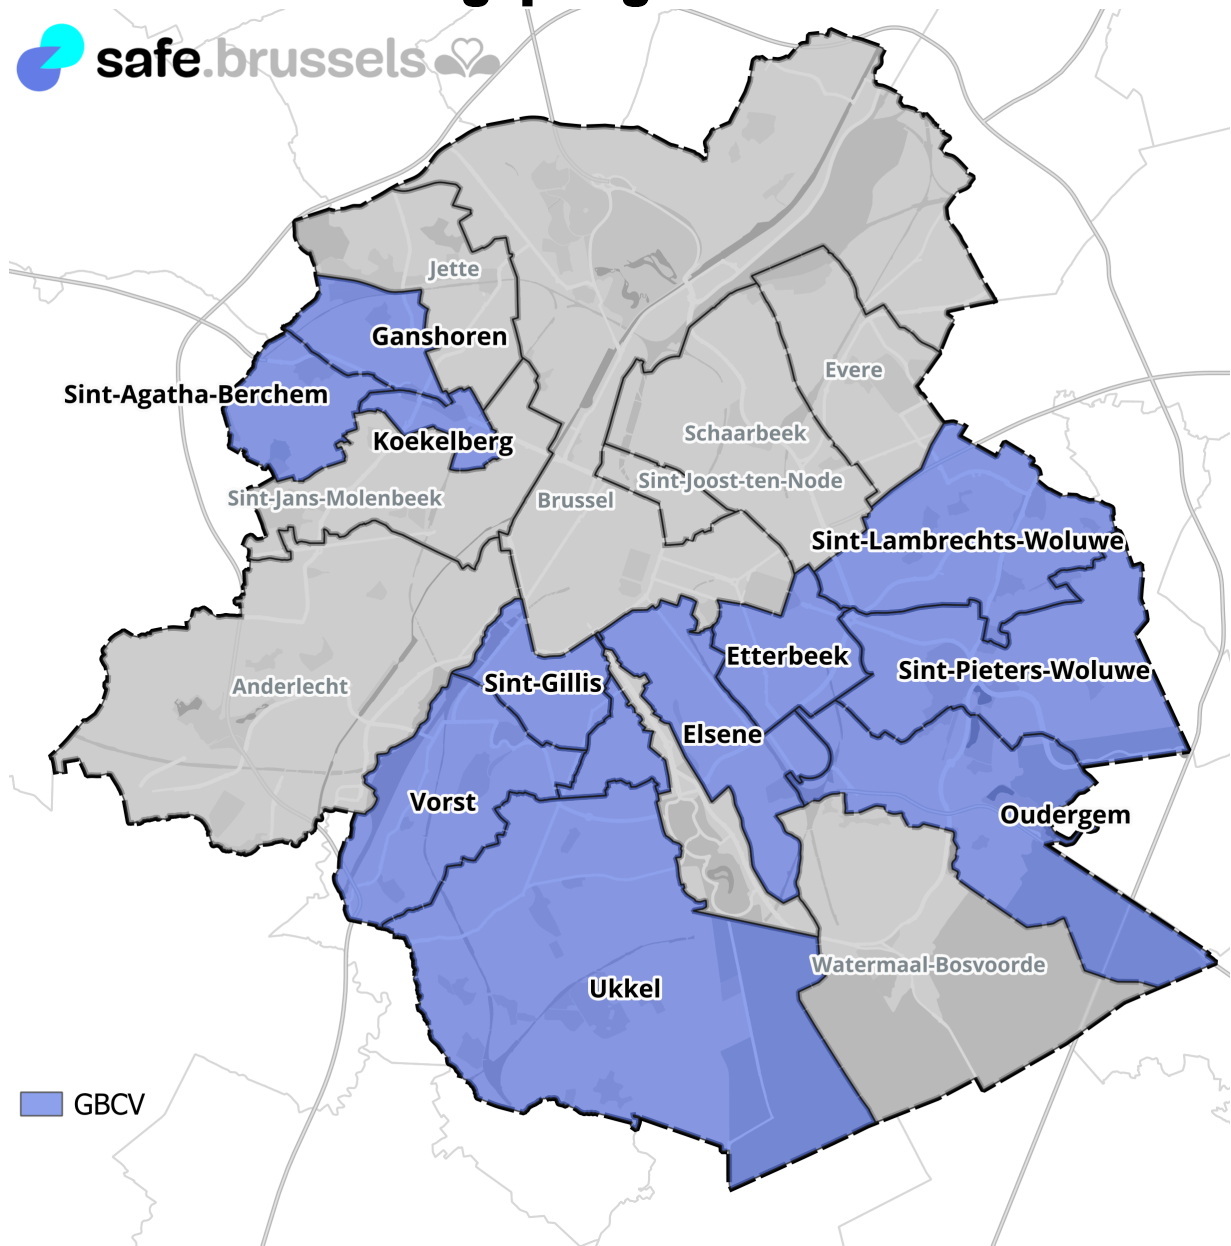 safe.brussels
Jette
Ganshoren
Evere
Sint-Agatha-Berchem
Schaarbeek
Koekelberg
Sint-Joost-ten-Node
Sint-Jans-Molenbeek
Brussel
Sint-Lambrechts-Woluwe
Etterbeek
Sint-Pieters-Woluwe
Sint-Gillis
Anderlecht
Elsene
Vorst
Oudergem
Watermaal-Bosvoorde
Ukkel
GBCV